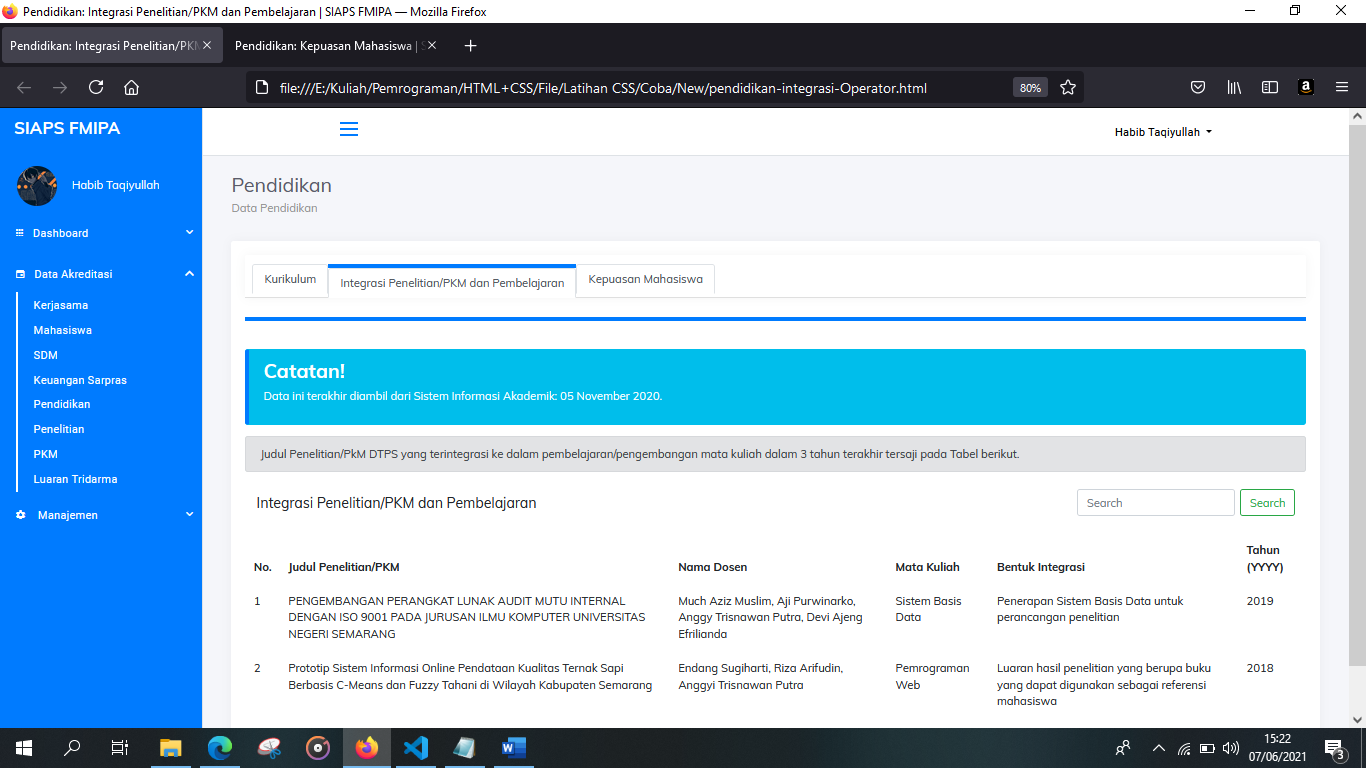 Pendidikan: Integrasi Penelitian/PKM dan Pembelajaran | SIAPS FMIPA — Mozilla Firefox
Pendidikan: Integrasi Penelitian/PKM
Pendidikan: Kepuasan Mahasiswa |
file:///E:/Kuliah/Pemrograman/HTML+CSS/File/Latihan CSS/Coba/New/pendidikan-integrasi-Operator.html
80%
SIAPS FMIPA
Habib Taqiyullah
Habib Taqiyullah
Dashboard
Data Akreditasi
Kerjasama
Mahasiswa
SDM
Keuangan Sarpras
Pendidikan
Penelitian
PKM
Luaran Tridarma
Manajemen
Pendidikan
Data Pendidikan
Kurikulum
Integrasi Penelitian/PKM dan Pembelajaran
Kepuasan Mahasiswa
Catatan!
Data ini terakhir diambil dari Sistem Informasi Akademik: 05 November 2020.
Judul Penelitian/PkM DTPS yang terintegrasi ke dalam pembelajaran/pengembangan mata kuliah dalam 3 tahun terakhir tersaji pada Tabel berikut.
Integrasi Penelitian/PKM dan Pembelajaran
Search
Search
No.
Judul Penelitian/PKM
Nama Dosen
Mata Kuliah
Bentuk Integrasi
Tahun
(YYYY)
1
PENGEMBANGAN PERANGKAT LUNAK AUDIT MUTU INTERNAL
DENGAN ISO 9001 PADA JURUSAN ILMU KOMPUTER UNIVERSITAS
NEGERI SEMARANG
Much Aziz Muslim, Aji Purwinarko,
Anggy Trisnawan Putra, Devi Ajeng
Efrilianda
Sistem Basis
Data
Penerapan Sistem Basis Data untuk
perancangan penelitian
2019
2
Prototip Sistem Informasi Online Pendataan Kualitas Ternak Sapi
Berbasis C-Means dan Fuzzy Tahani di Wilayah Kabupaten Semarang
Endang Sugiharti, Riza Arifudin,
Anggyi Trisnawan Putra
Pemrograman
Web
Luaran hasil penelitian yang berupa buku
yang dapat digunakan sebagai referensi
mahasiswa
2018
15:22
07/06/2021
3